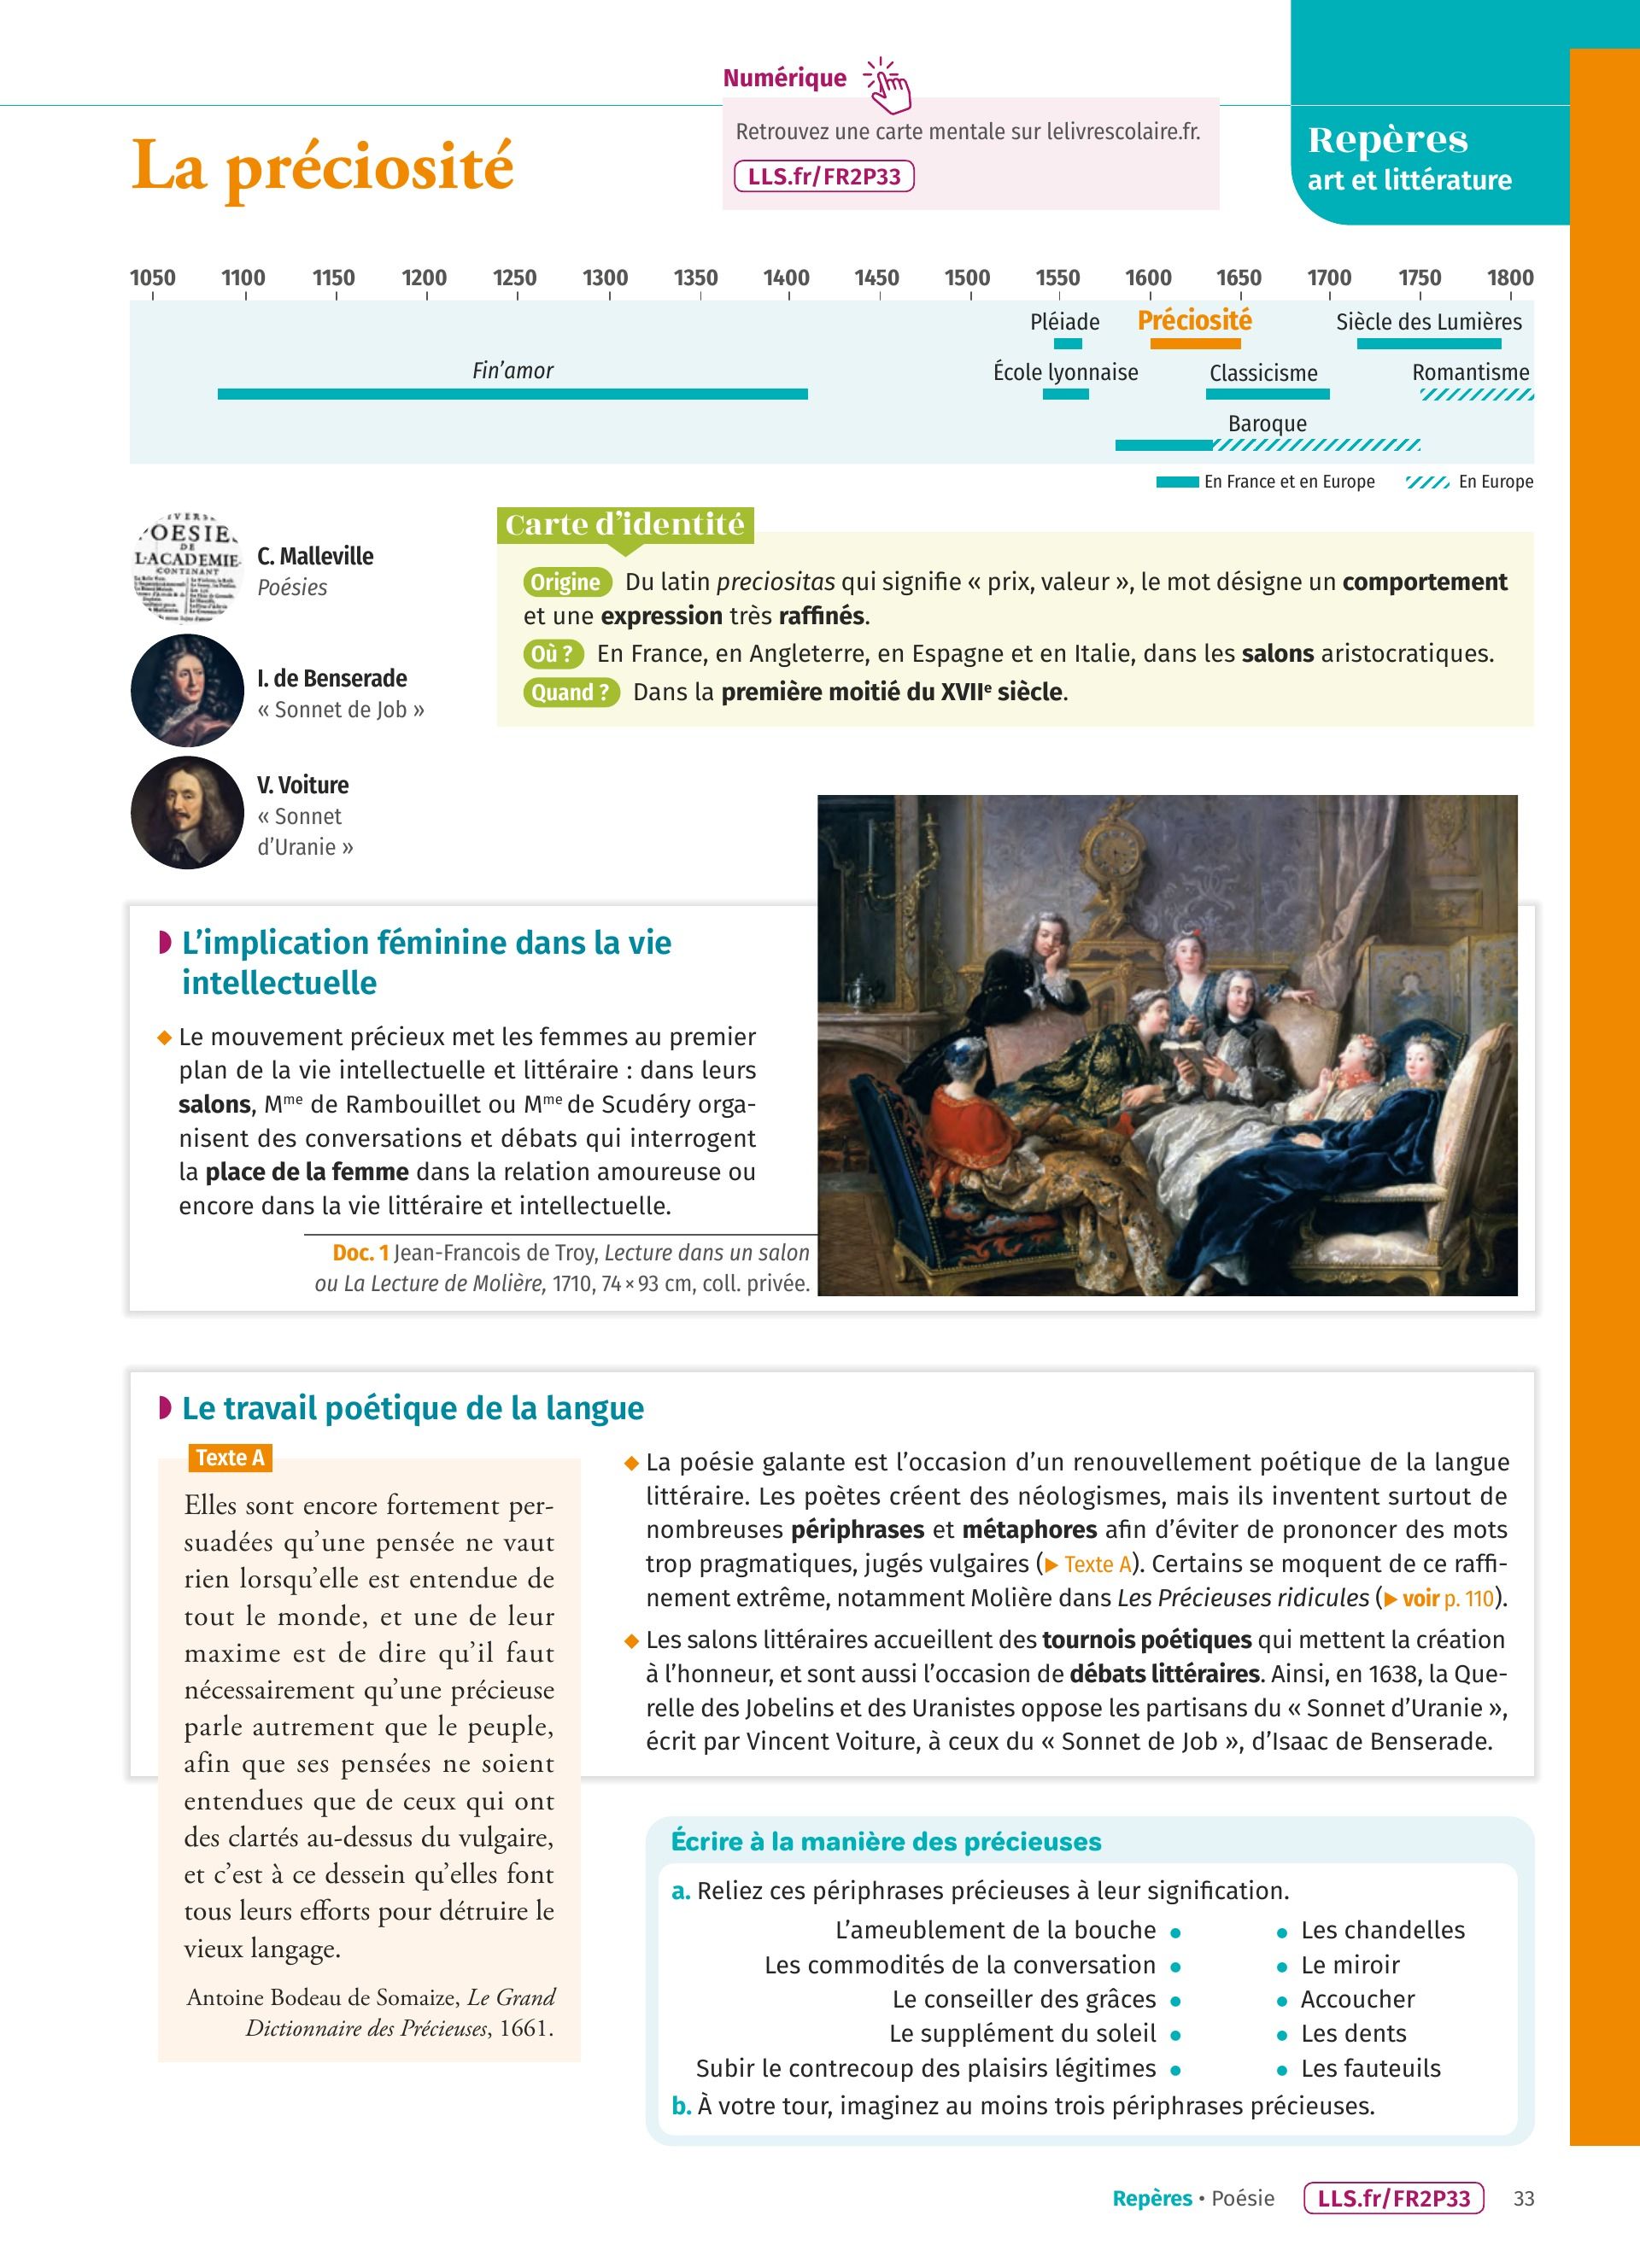 Numérique
Retrouvez une carte mentale sur lelivrescolaire.fr.
LLS.fr/FR2P33
Repères
art et littérature
La préciosité
1050 1100 1150 1200 1250 1300 1350 1400 1450 1500 1550 1600 1650 1700 1750 1800
Pléiade Préciosité Siècle des Lumières
Fin'amor École lyonnaise Classicisme Romantisme
Baroque
En France et en Europe En Europe
OESIE
DE
L'ACADEMIE
CONTENANT
C. Malleville
Poésies
I. de Benserade
« Sonnet de Job »
V. Voiture
« Sonnet
d'Uranie »
Carte d'identité
Origine Du latin preciositas qui signifie « prix, valeur », le mot désigne un comportement
et une expression très raffinés.
Où ? En France, en Angleterre, en Espagne et en Italie, dans les salons aristocratiques.
Quand ? Dans la première moitié du XVIIe siècle.
L'implication féminine dans la vie
intellectuelle
Le mouvement précieux met les femmes au premier
plan de la vie intellectuelle et littéraire : dans leurs
salons, Mme de Rambouillet ou Mme de Scudéry orga-
nisent des conversations et débats qui interrogent
la place de la femme dans la relation amoureuse ou
encore dans la vie littéraire et intellectuelle.
Doc. 1 Jean-Francois de Troy, Lecture dans un salon
ou La Lecture de Molière, 1710, 74 × 93 cm, coll. privée.
Le travail poétique de la langue
Texte A
Elles sont encore fortement per-
suadées qu'une pensée ne vaut
rien lorsqu'elle est entendue de
tout le monde, et une de leur
maxime est de dire qu'il faut
nécessairement qu'une précieuse
parle autrement que le peuple,
afin que ses pensées ne soient
entendues que de ceux qui ont
des clartés au-dessus du vulgaire,
et c'est à ce dessein qu'elles font
tous leurs efforts pour détruire le
vieux langage.
Antoine Bodeau de Somaize, Le Grand
Dictionnaire des Précieuses, 1661.
La poésie galante est l'occasion d'un renouvellement poétique de la langue
littéraire. Les poètes créent des néologismes, mais ils inventent surtout de
nombreuses périphrases et métaphores afin d'éviter de prononcer des mots
trop pragmatiques, jugés vulgaires (▶ Texte A). Certains se moquent de ce raffi-
nement extrême, notamment Molière dans Les Précieuses ridicules (▶ voir p. 110).
Les salons littéraires accueillent des tournois poétiques qui mettent la création
à l'honneur, et sont aussi l'occasion de débats littéraires. Ainsi, en 1638, la Que-
relle des Jobelins et des Uranistes oppose les partisans du « Sonnet d'Uranie »,
écrit par Vincent Voiture, à ceux du « Sonnet de Job », d'Isaac de Benserade.
Écrire à la manière des précieuses
a. Reliez ces périphrases précieuses à leur signification.
L'ameublement de la bouche • • Les chandelles
Les commodités de la conversation • • Le miroir
Le conseiller des grâces • • Accoucher
Le supplément du soleil • • Les dents
Subir le contrecoup des plaisirs légitimes • • Les fauteuils
b. À votre tour, imaginez au moins trois périphrases précieuses.
Repères • Poésie LLS.fr/FR2P33 33